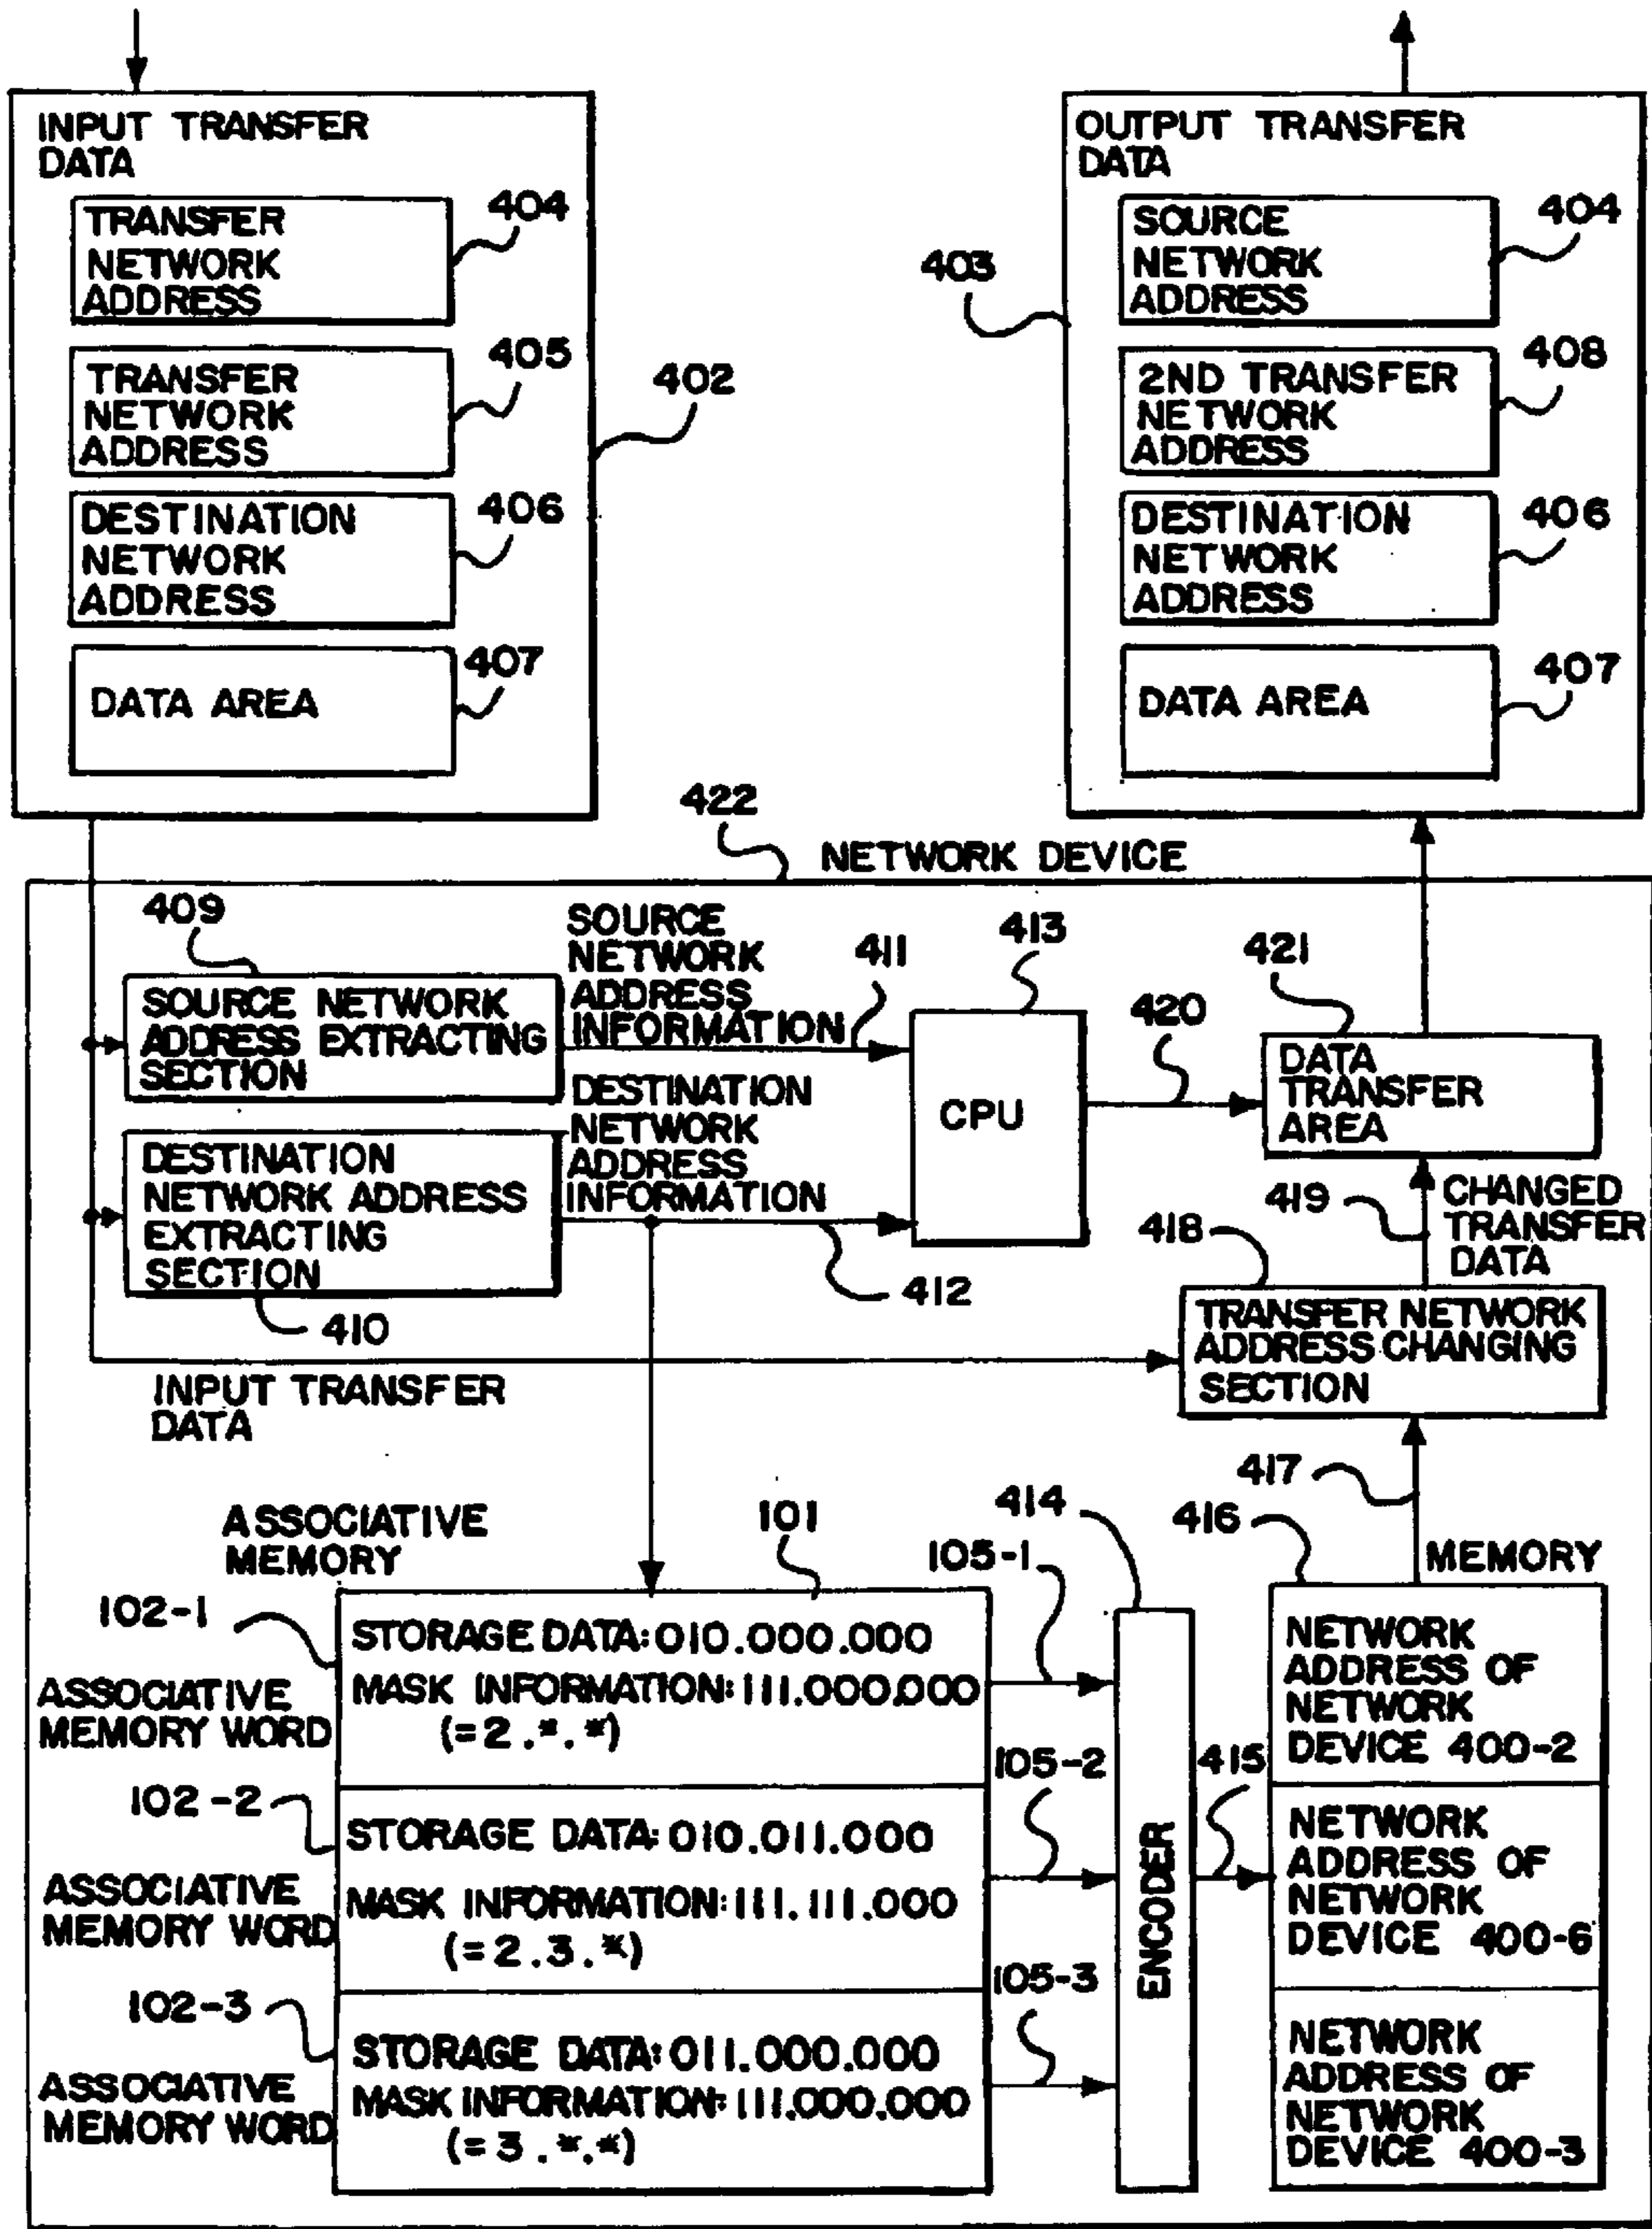 INPUT TRANSFER
DATA
TRANSFER
NETWORK
ADDRESS
404
TRANSFER
NETWORK
ADDRESS
405
402
DESTINATION
NETWORK
ADDRESS
406
DATA AREA
407
OUTPUT TRANSFER
DATA
SOURCE
NETWORK
ADDRESS
404
403
2ND TRANSFER
NETWORK
ADDRESS
408
DESTINATION
NETWORK
ADDRESS
406
DATA AREA
407
422
NETWORK DEVICE
409
SOURCE NETWORK
ADDRESS EXTRACTING
SECTION
SOURCE
NETWORK
ADDRESS
INFORMATION
411
413
CPU
420
421
DATA
TRANSFER
AREA
DESTINATION
NETWORK ADDRESS
EXTRACTING
SECTION
410
DESTINATION
NETWORK
ADDRESS
INFORMATION
412
419
CHANGED
TRANSFER
DATA
418
TRANSFER NETWORK
ADDRESS CHANGING
SECTION
INPUT TRANSFER
DATA
417
ASSOCIATIVE
MEMORY
101
414
416
MEMORY
102-1
ASSOCIATIVE
MEMORY WORD
STORAGE DATA:010.000.000
MASK INFORMATION:111.000.000
(=2.*.*)
105-1
NETWORK
ADDRESS OF
NETWORK
DEVICE 400-2
102-2
ASSOCIATIVE
MEMORY WORD
STORAGE DATA:010.011.000
MASK INFORMATION:111.111.000
(=2.3.*)
105-2
ENCODER
415
NETWORK
ADDRESS OF
NETWORK
DEVICE 400-6
102-3
ASSOCIATIVE
MEMORY WORD
STORAGE DATA:011.000.000
MASK INFORMATION:111.000.000
(=3.*.*)
105-3
NETWORK
ADDRESS OF
NETWORK
DEVICE 400-3